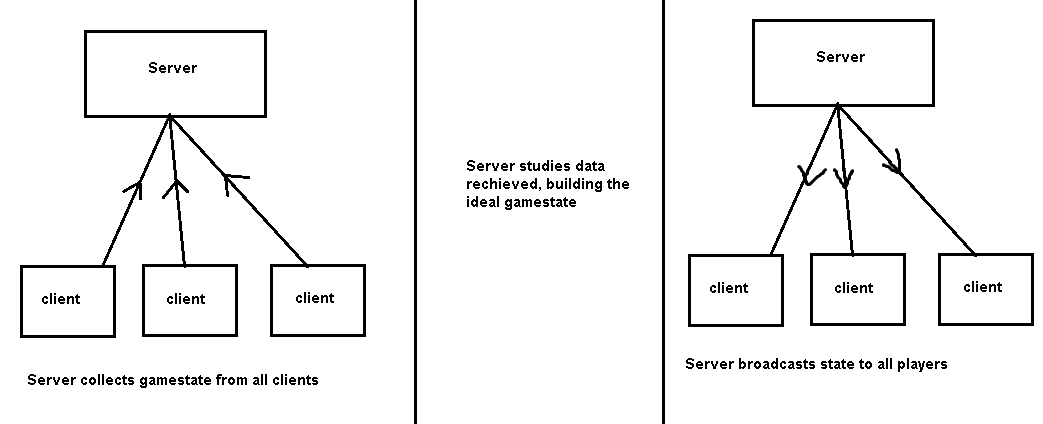 Server
client
client
client
Server collects gamestate from all clients
Server studies data
rechieved, building the
ideal gamestate
Server
client
client
client
Server broadcasts state to all players